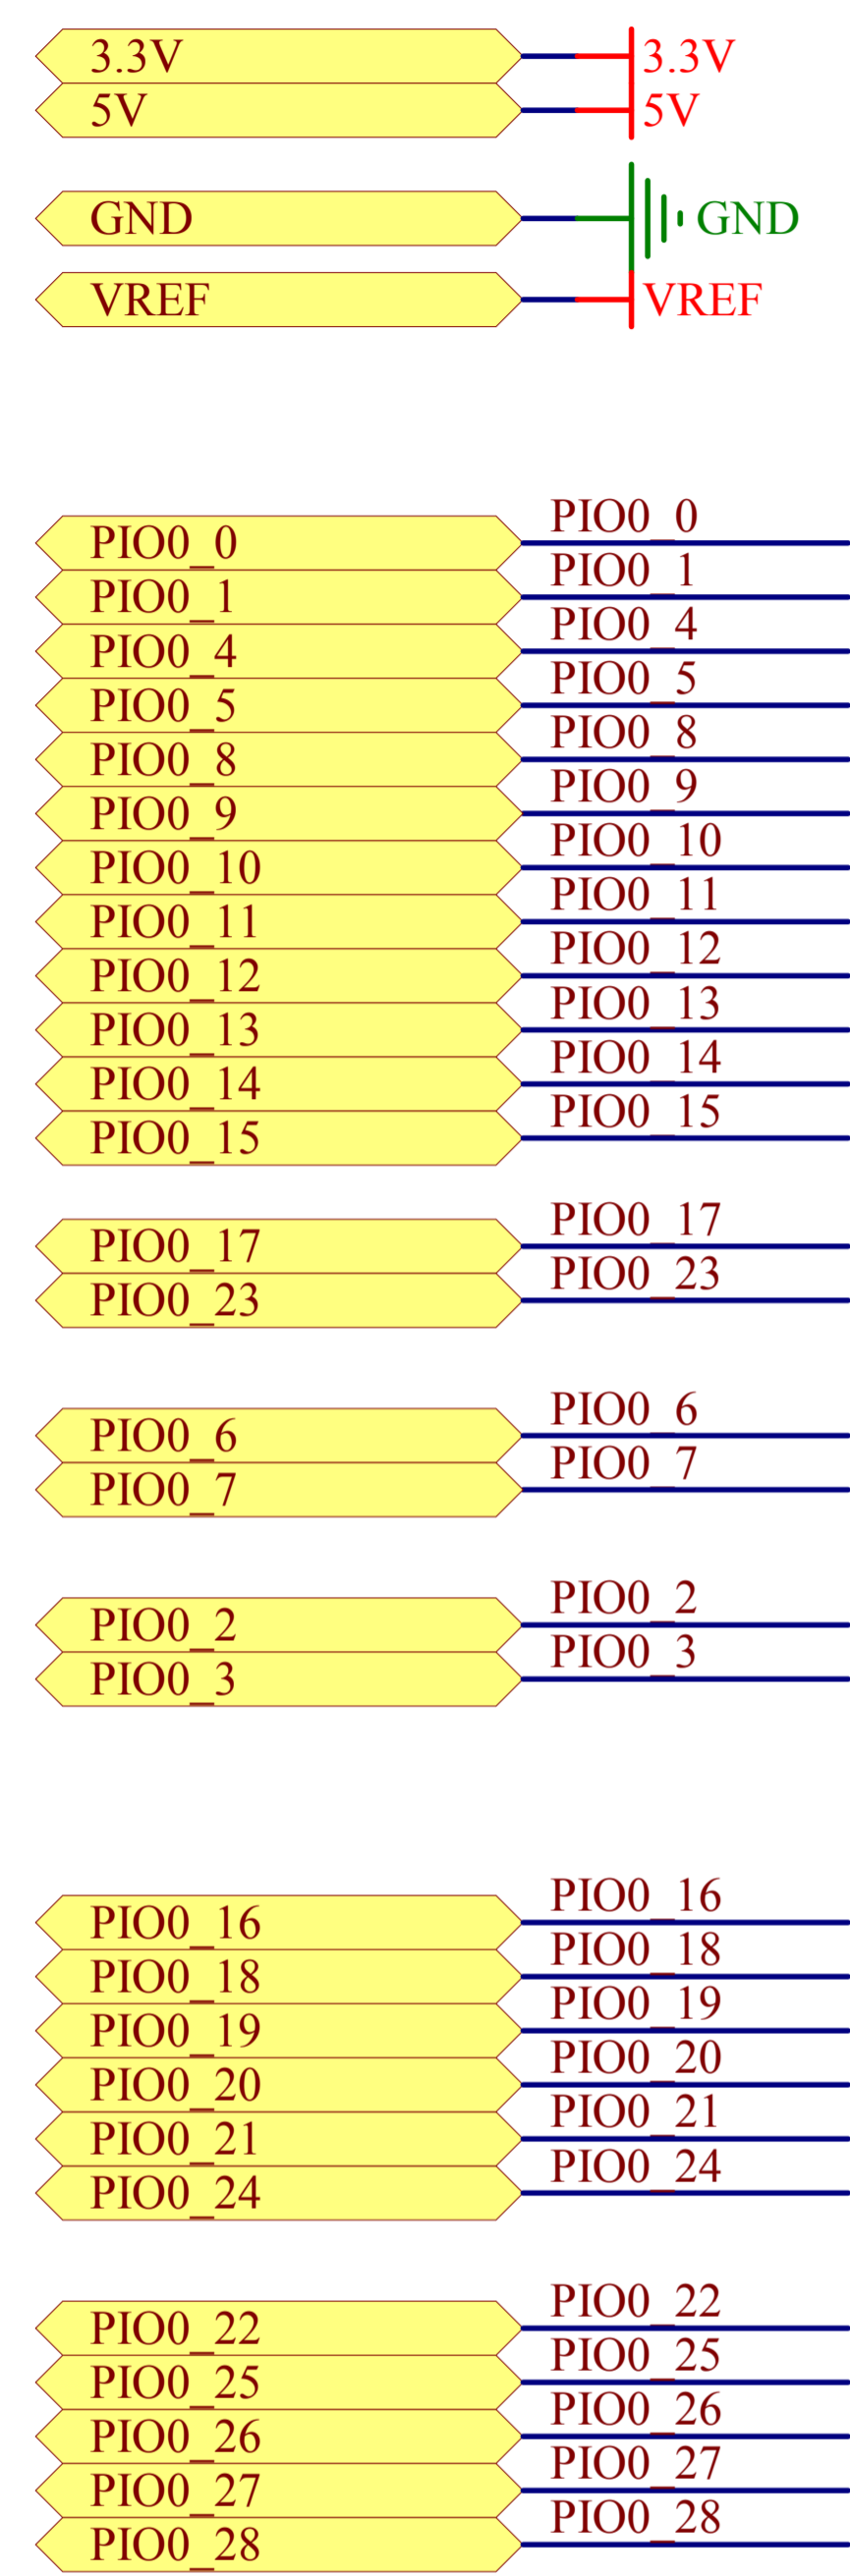 3.3V 3.3V
5V 5V
GND GND
VREF VREF
PIO0_0 PIO0_0
PIO0_1 PIO0_1
PIO0_4 PIO0_4
PIO0_5 PIO0_5
PIO0_8 PIO0_8
PIO0_9 PIO0_9
PIO0_10 PIO0_10
PIO0_11 PIO0_11
PIO0_12 PIO0_12
PIO0_13 PIO0_13
PIO0_14 PIO0_14
PIO0_15 PIO0_15
PIO0_17 PIO0_17
PIO0_23 PIO0_23
PIO0_6 PIO0_6
PIO0_7 PIO0_7
PIO0_2 PIO0_2
PIO0_3 PIO0_3
PIO0_16 PIO0_16
PIO0_18 PIO0_18
PIO0_19 PIO0_19
PIO0_20 PIO0_20
PIO0_21 PIO0_21
PIO0_24 PIO0_24
PIO0_22 PIO0_22
PIO0_25 PIO0_25
PIO0_26 PIO0_26
PIO0_27 PIO0_27
PIO0_28 PIO0_28